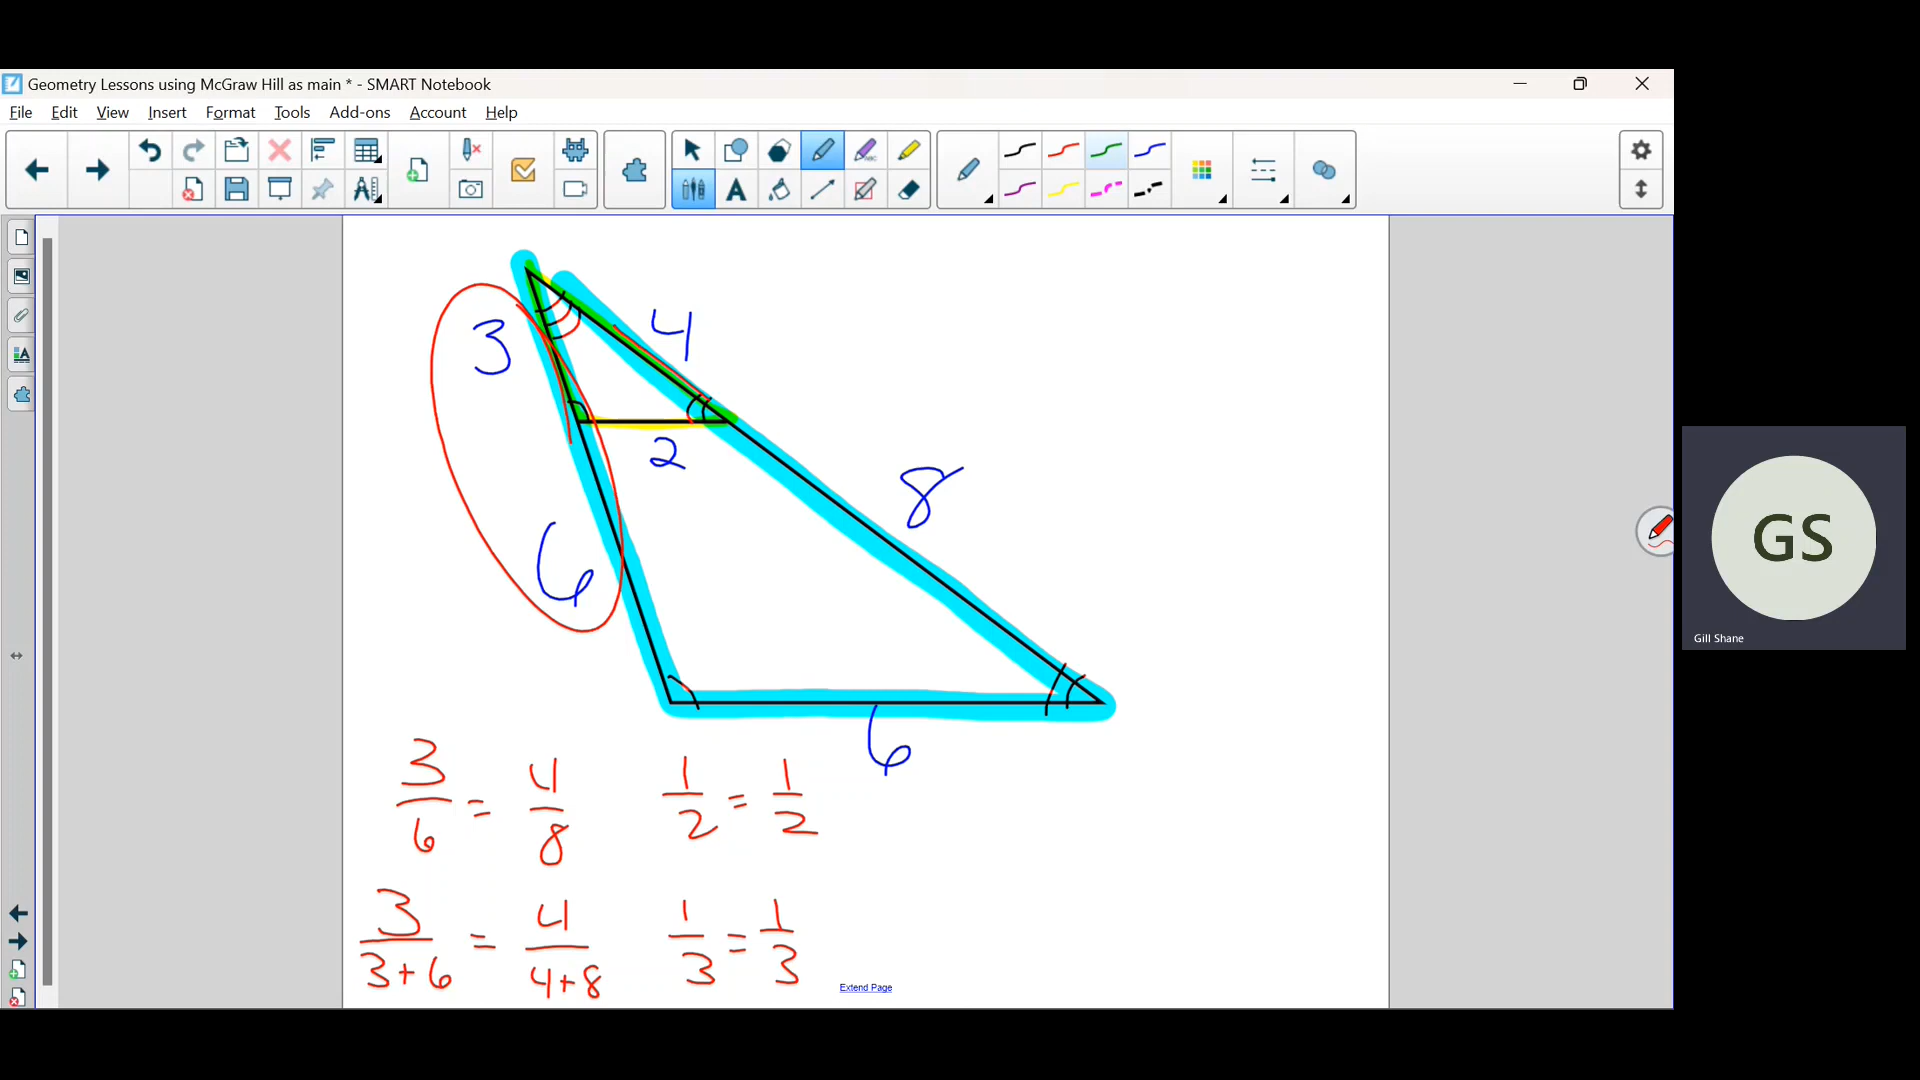 Geometry Lessons using McGraw Hill as main * - SMART Notebook
File Edit View Insert Format Tools Add-ons Account Help
3
4
2
8
6
6
3/6 = 4/8
1/2 = 1/2
3/(3+6) = 4/(4+8)
1/3 = 1/3
Extend Page
GS
Gill Shane